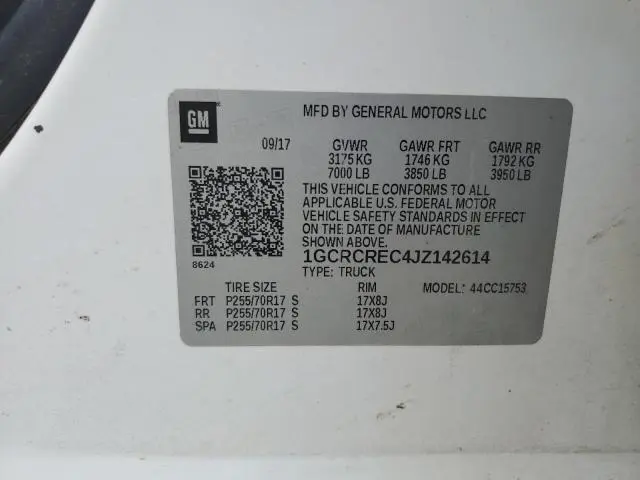 GM
MFD BY GENERAL MOTORS LLC
09/17 GVWR GAWR FRT GAWR RR
3175 KG 1746 KG 1792 KG
7000 LB 3850 LB 3950 LB
THIS VEHICLE CONFORMS TO ALL
APPLICABLE U.S. FEDERAL MOTOR
VEHICLE SAFETY STANDARDS IN EFFECT
ON THE DATE OF MANUFACTURE
SHOWN ABOVE.
8624
1GCRCREC4JZ142614
TYPE: TRUCK
TIRE SIZE RIM MODEL: 44CC15753
FRT P255/70R17 S 17X8J
RR P255/70R17 S 17X8J
SPA P255/70R17 S 17X7.5J